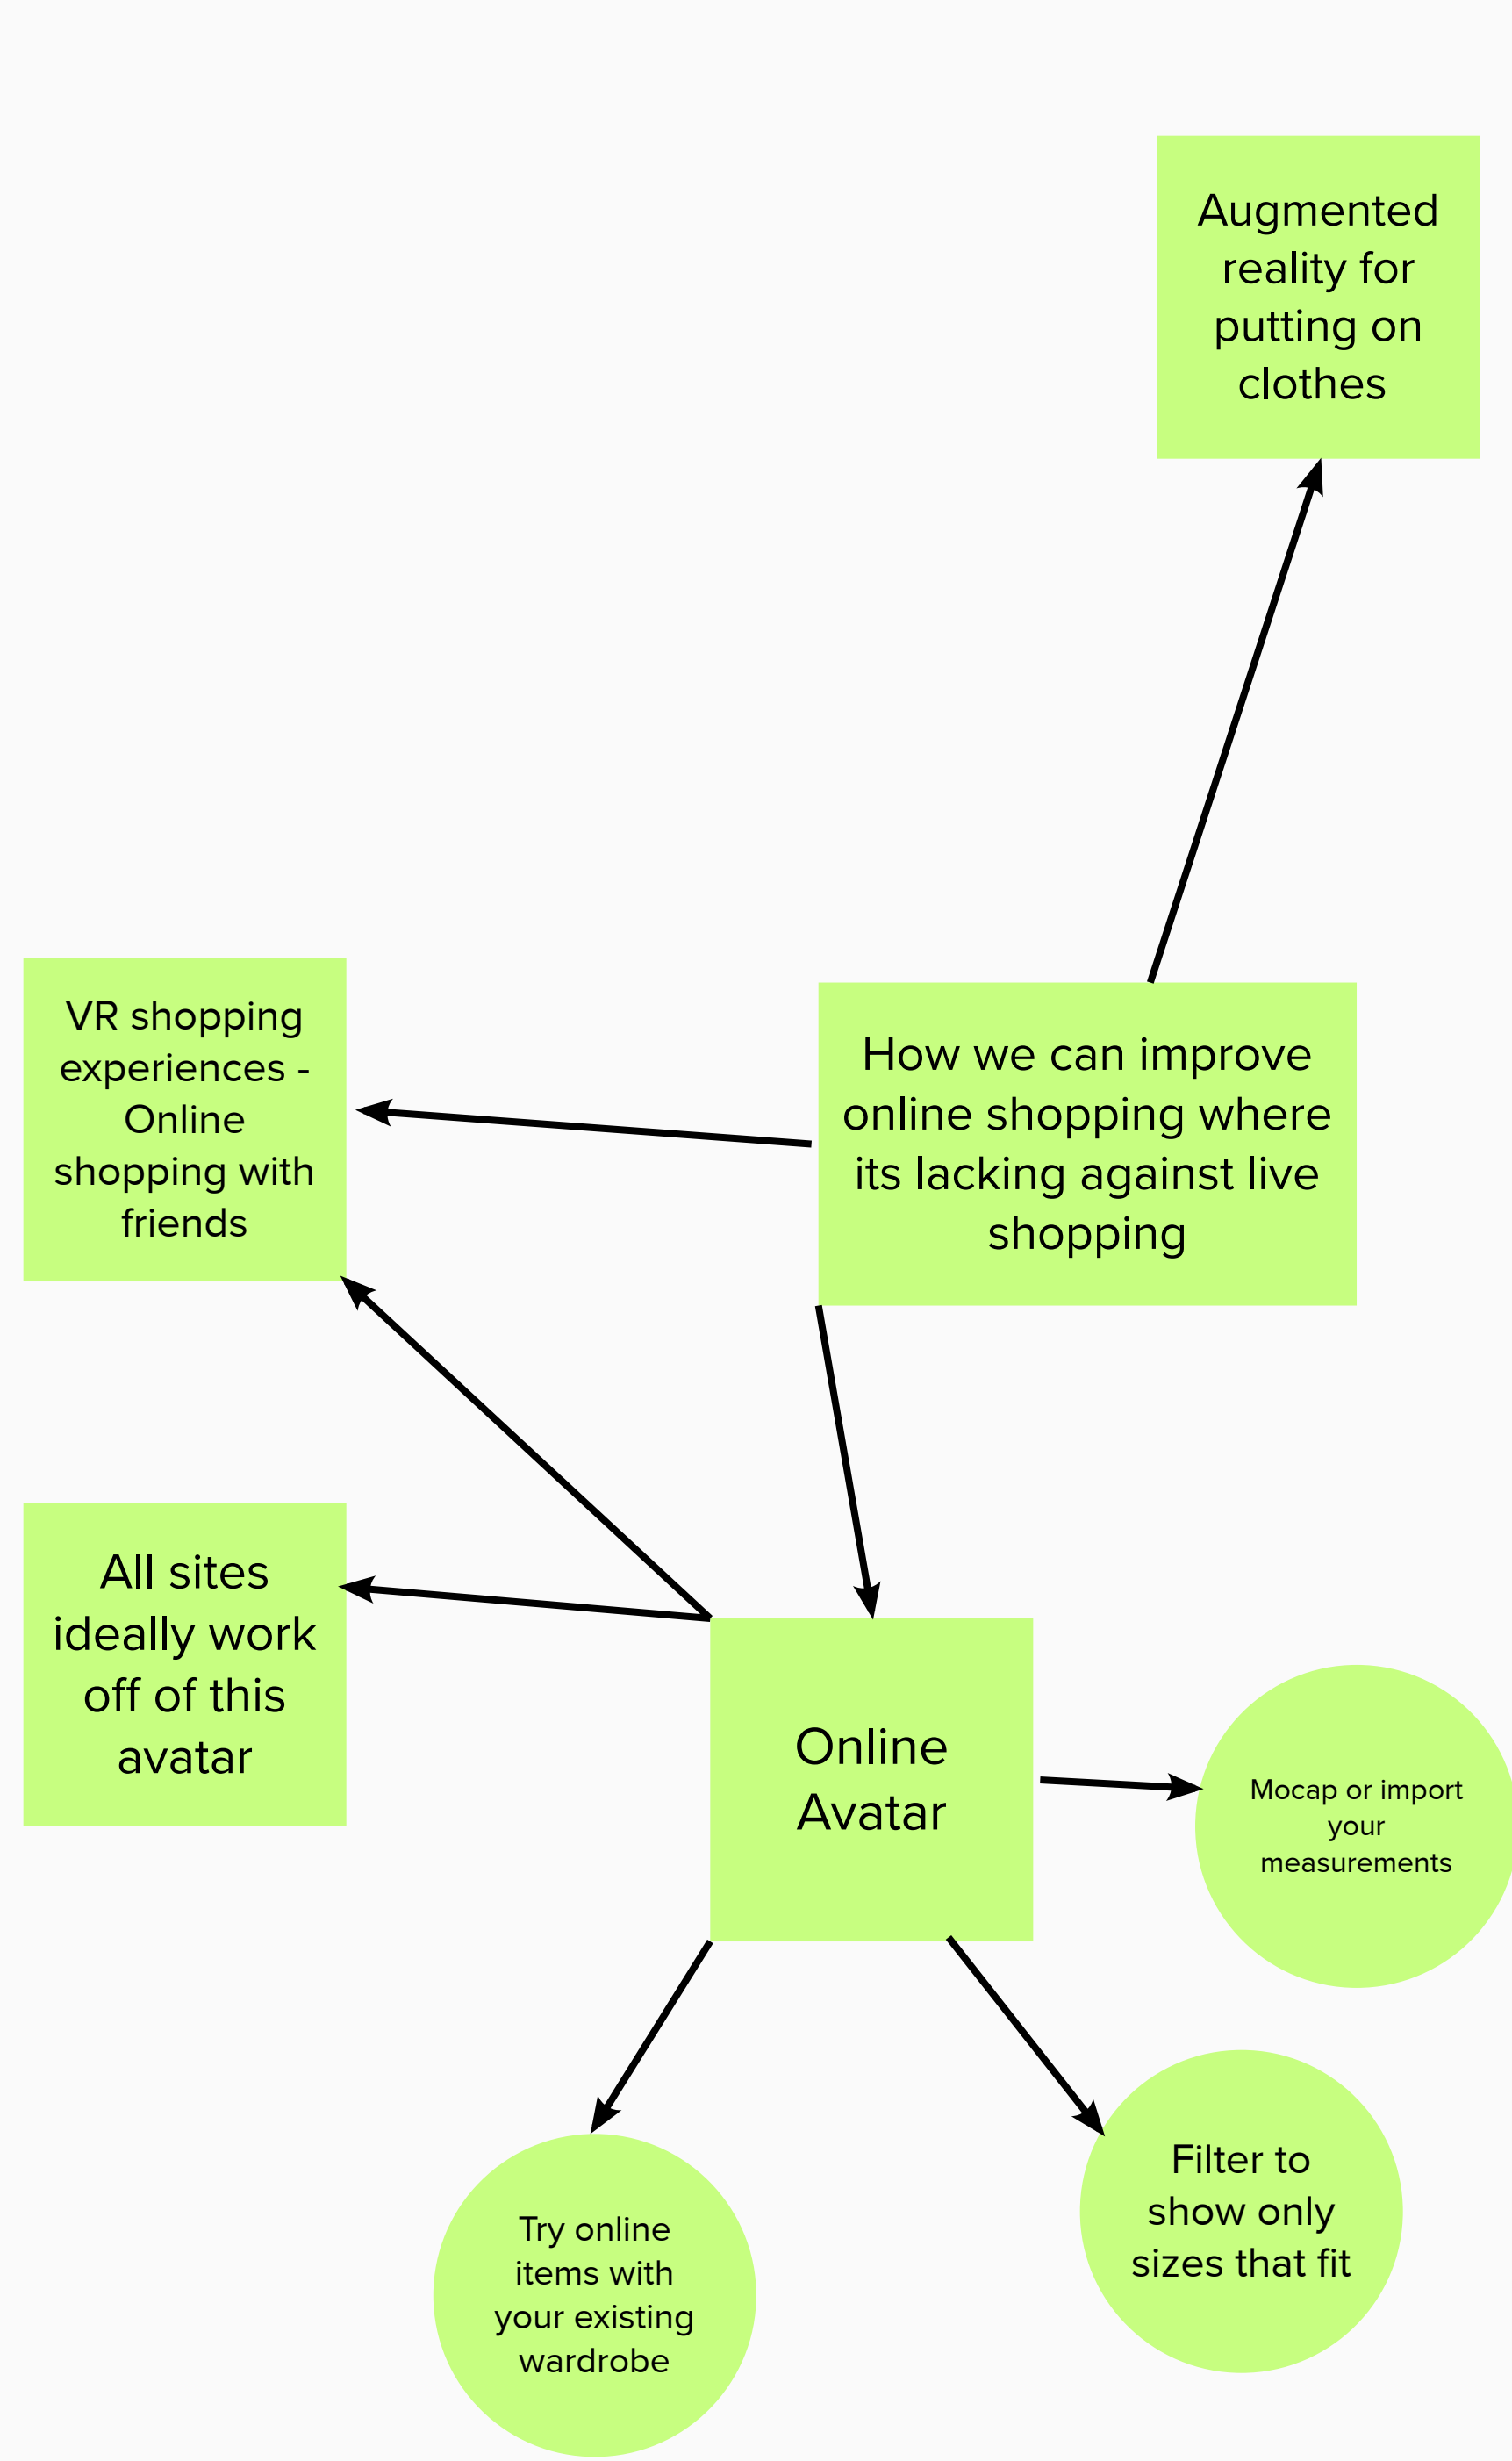 Augmented
reality for
putting on
clothes
VR shopping
experiences -
Online
shopping with
friends
How we can improve
online shopping where
its lacking against live
shopping
All sites
ideally work
off of this
avatar
Online
Avatar
Mocap or import
your
measurements
Filter to
show only
sizes that fit
Try online
items with
your existing
wardrobe